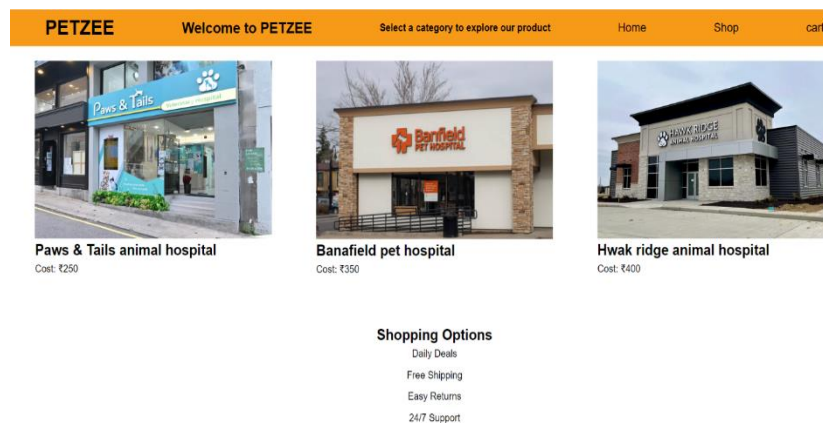 PETZEE Welcome to PETZEE Select a category to explore our product Home Shop cart
Paws & Tails
Banfield
PET HOSPITAL
HAWK RIDGE
ANIMAL HOSPITAL
Paws & Tails animal hospital Banafield pet hospital Hwak ridge animal hospital
Cost: ₹250 Cost: ₹350 Cost: ₹400
Shopping Options
Daily Deals
Free Shipping
Easy Returns
24/7 Support